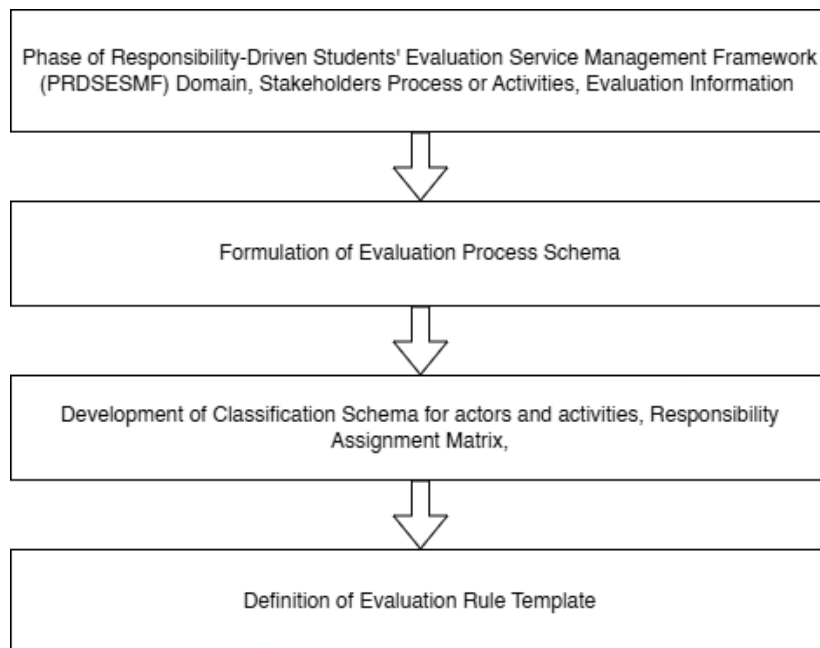 Phase of Responsibility-Driven Students' Evaluation Service Management Framework
(PRDSESMF) Domain, Stakeholders Process or Activities, Evaluation Information
Formulation of Evaluation Process Schema
Development of Classification Schema for actors and activities, Responsibility
Assignment Matrix,
Definition of Evaluation Rule Template